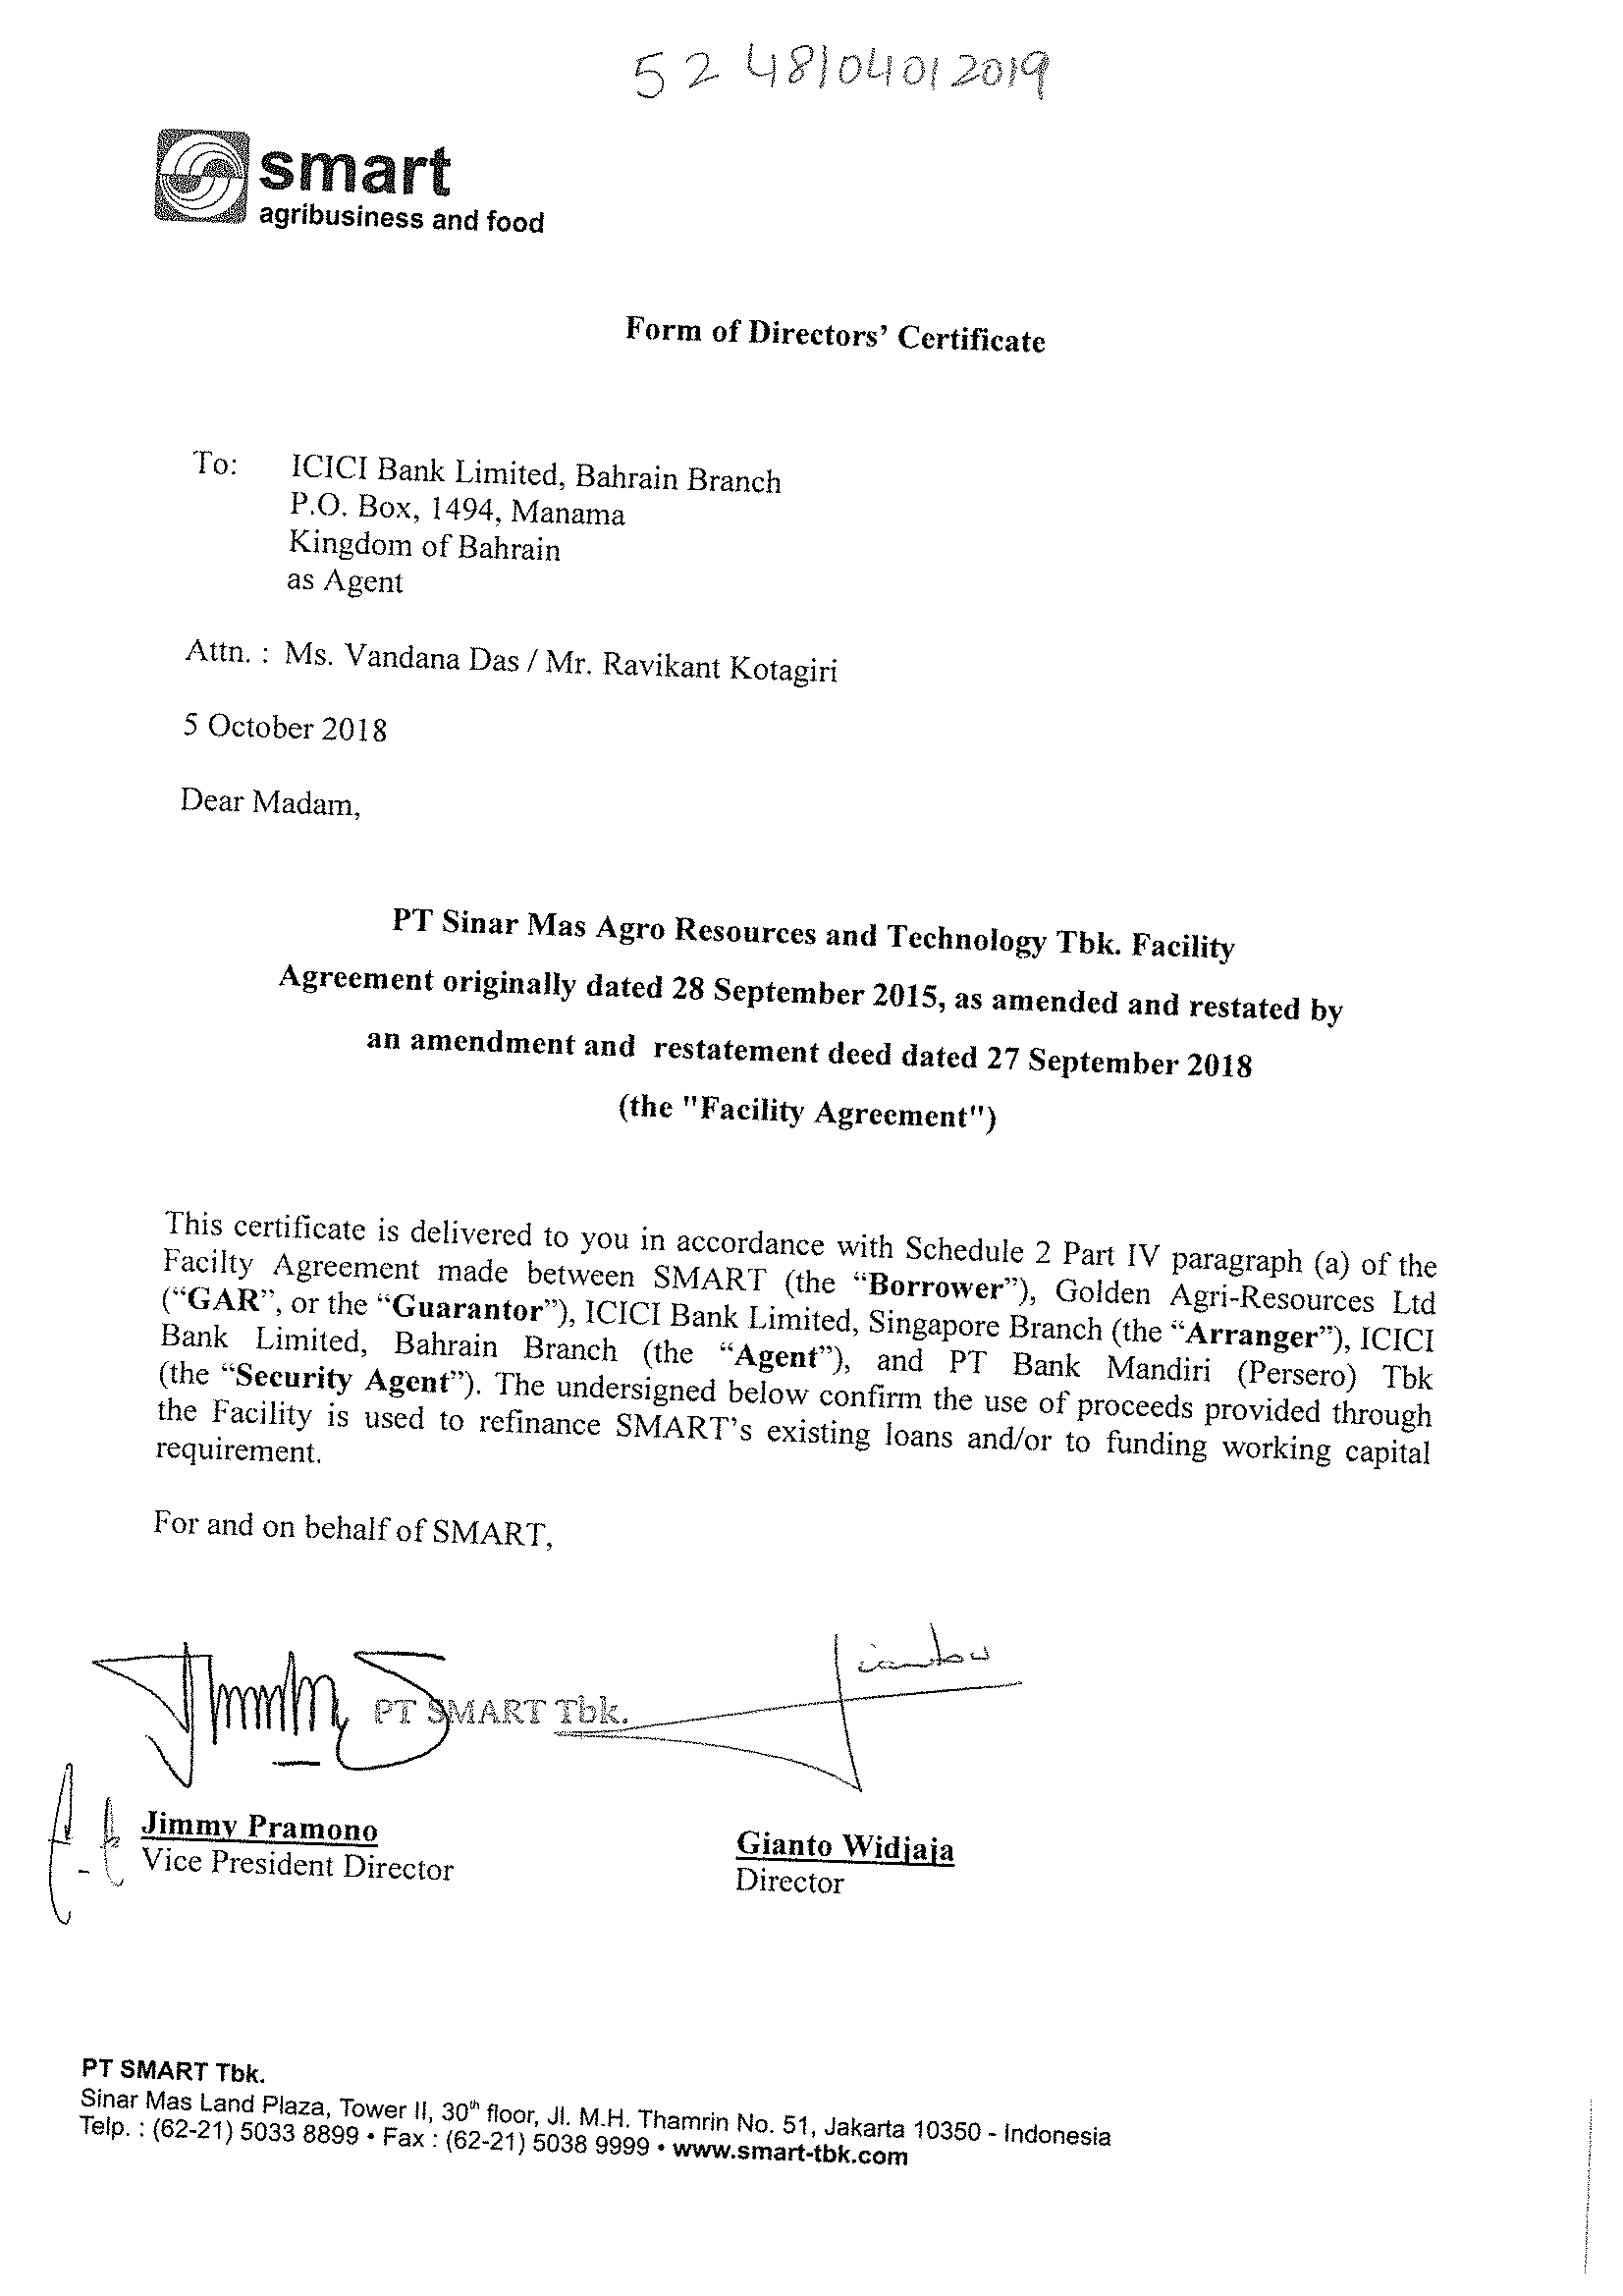 52 48/040/2019
smart
agribusiness and food
Form of Directors’ Certificate
To: ICICI Bank Limited, Bahrain Branch
P.O. Box, 1494, Manama
Kingdom of Bahrain
as Agent
Attn. : Ms. Vandana Das / Mr. Ravikant Kotagiri
5 October 2018
Dear Madam,
PT Sinar Mas Agro Resources and Technology Tbk. Facility
Agreement originally dated 28 September 2015, as amended and restated by
an amendment and restatement deed dated 27 September 2018
(the "Facility Agreement")
This certificate is delivered to you in accordance with Schedule 2 Part IV paragraph (a) of the
Facilty Agreement made between SMART (the “Borrower”), Golden Agri-Resources Ltd
(“GAR”, or the “Guarantor”), ICICI Bank Limited, Singapore Branch (the “Arranger”), ICICI
Bank Limited, Bahrain Branch (the “Agent”), and PT Bank Mandiri (Persero) Tbk
(the “Security Agent”). The undersigned below confirm the use of proceeds provided through
the Facility is used to refinance SMART’s existing loans and/or to funding working capital
requirement.
For and on behalf of SMART,
PT SMART Tbk.
Jimmy Pramono
Vice President Director
Gianto Widjaja
Director
PT SMART Tbk.
Sinar Mas Land Plaza, Tower II, 30th floor, Jl. M.H. Thamrin No. 51, Jakarta 10350 - Indonesia
Telp. : (62-21) 5033 8899 • Fax : (62-21) 5038 9999 • www.smart-tbk.com